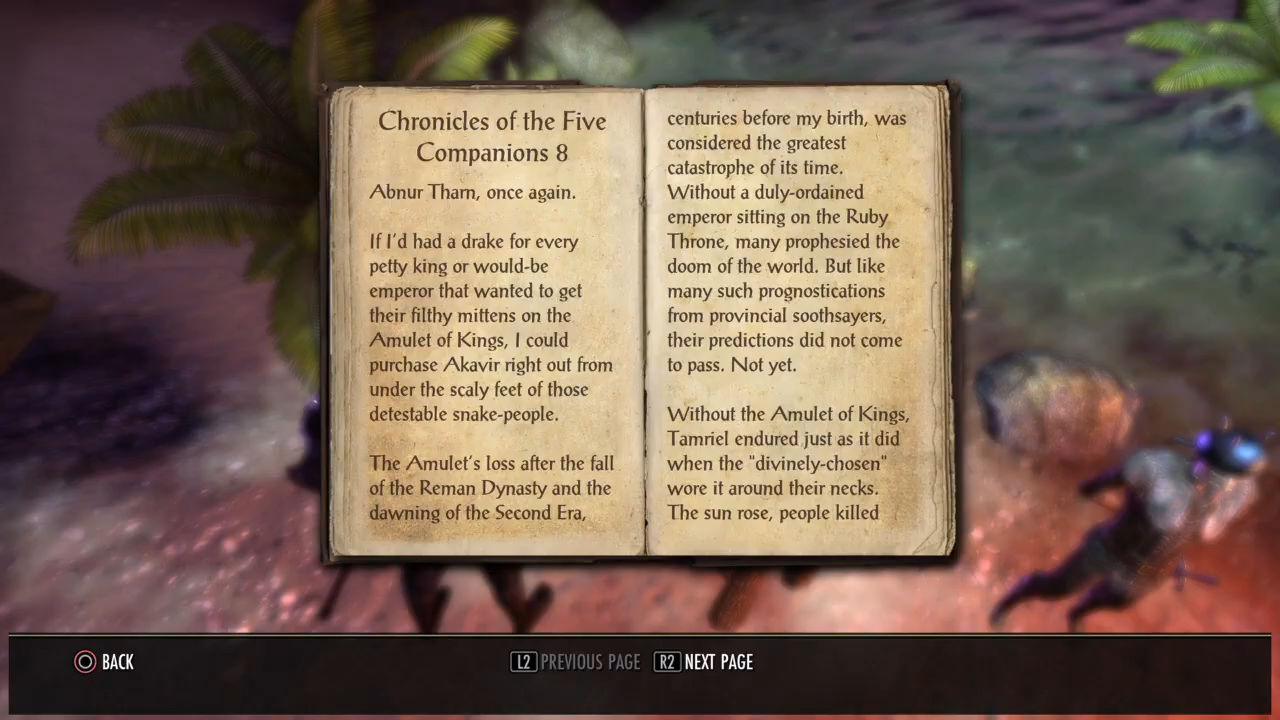 Chronicles of the Five
Companions 8
Abnur Tharn, once again.
If I'd had a drake for every
petty king or would-be
emperor that wanted to get
their filthy mittens on the
Amulet of Kings, I could
purchase Akavir right out from
under the scaly feet of those
detestable snake-people.
The Amulet's loss after the fall
of the Reman Dynasty and the
dawning of the Second Era,
centuries before my birth, was
considered the greatest
catastrophe of its time.
Without a duly-ordained
emperor sitting on the Ruby
Throne, many prophesied the
doom of the world. But like
many such prognostications
from provincial soothsayers,
their predictions did not come
to pass. Not yet.
Without the Amulet of Kings,
Tamriel endured just as it did
when the "divinely-chosen"
wore it around their necks.
The sun rose, people killed
BACK
L2 PREVIOUS PAGE R2 NEXT PAGE